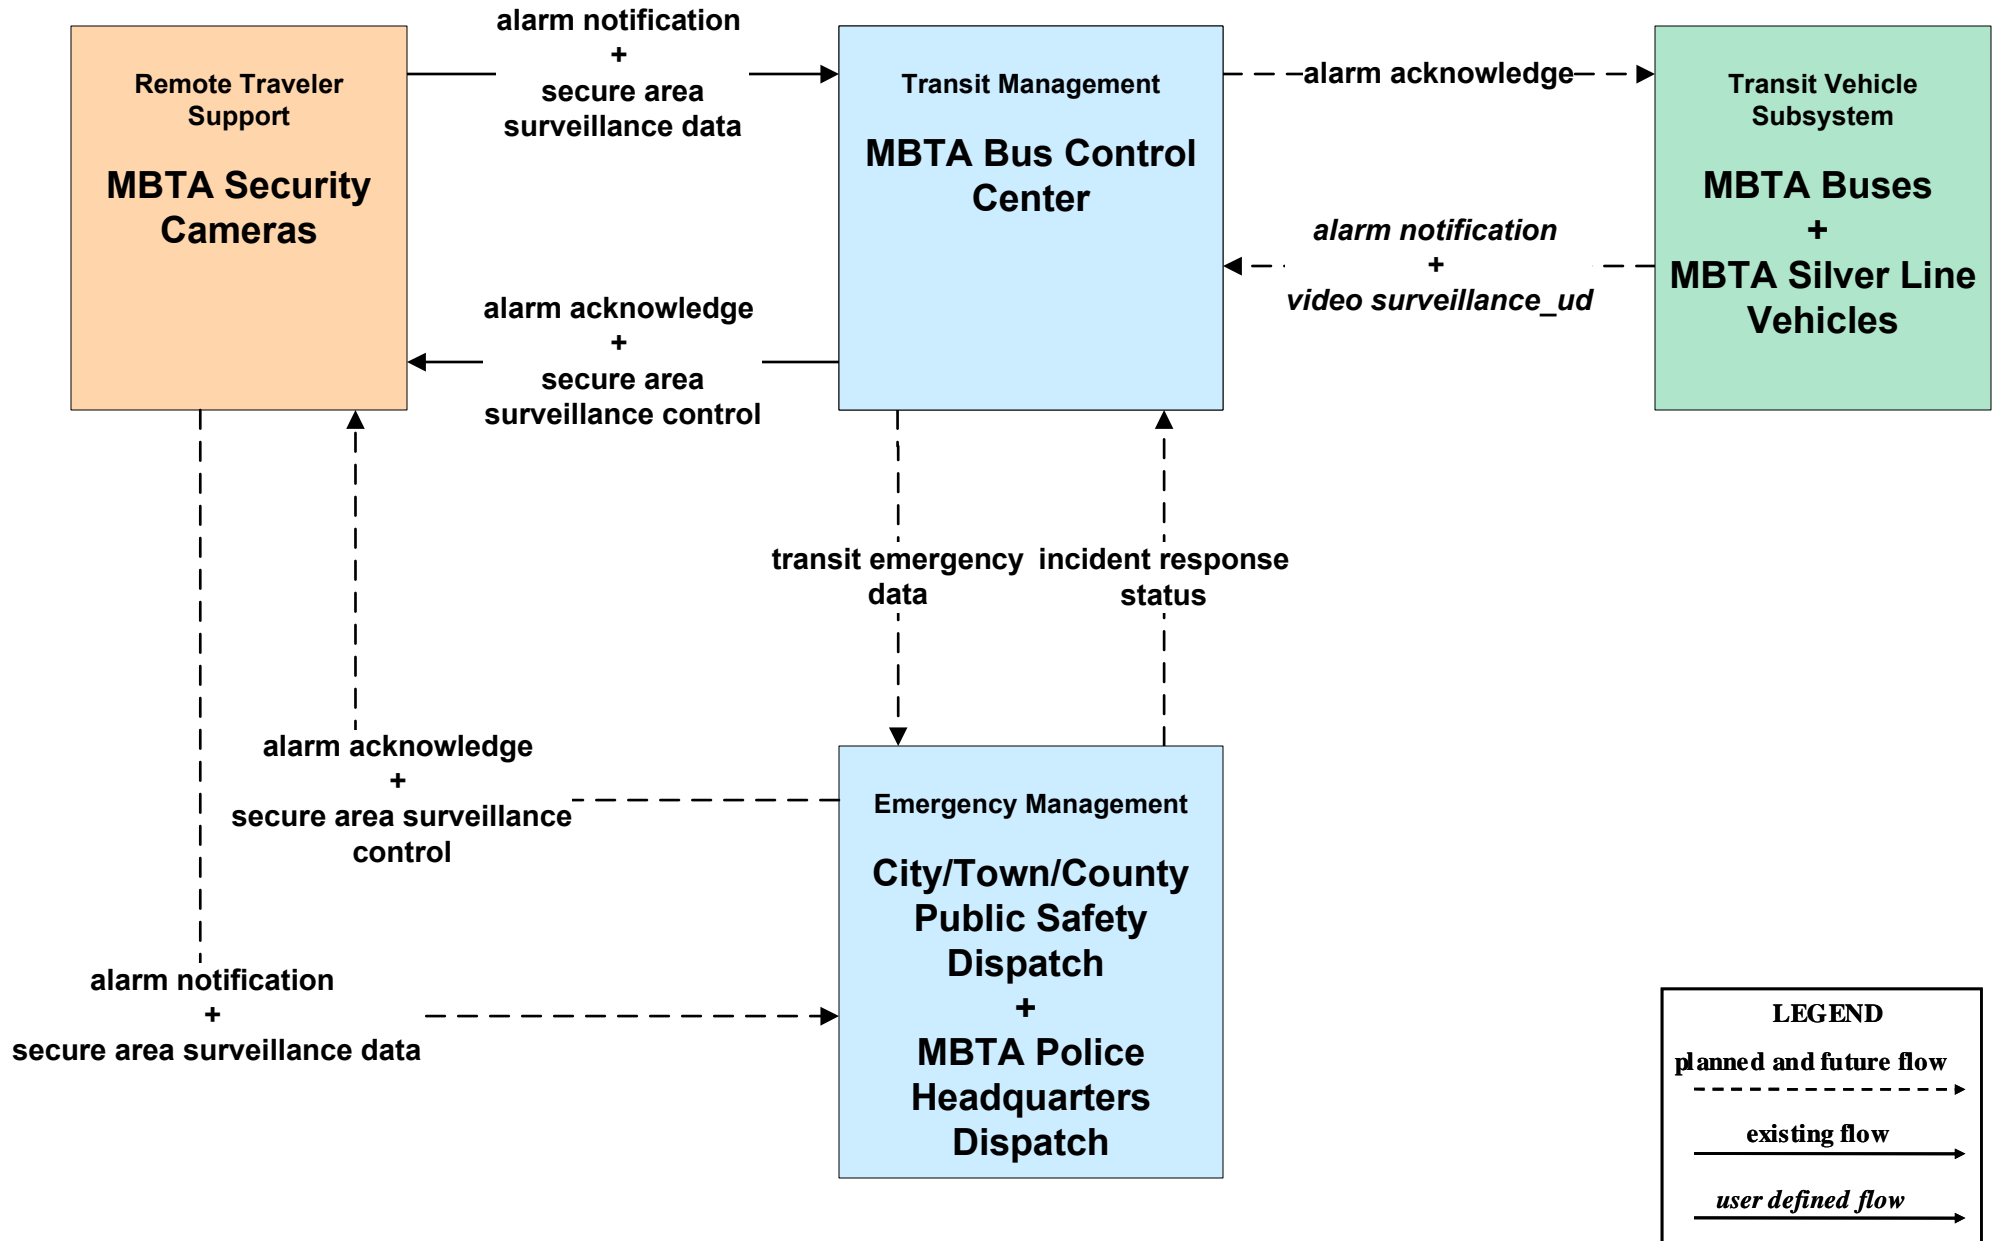 Remote Traveler
Support
MBTA Security
Cameras
alarm notification
+
secure area
surveillance data
Transit Management
MBTA Bus Control
Center
alarm acknowledge
Transit Vehicle
Subsystem
MBTA Buses
+
MBTA Silver Line
Vehicles
alarm notification
+
video surveillance_ud
alarm acknowledge
+
secure area
surveillance control
transit emergency
data
incident response
status
alarm acknowledge
+
secure area surveillance
control
alarm notification
+
secure area surveillance data
Emergency Management
City/Town/County
Public Safety
Dispatch
+
MBTA Police
Headquarters
Dispatch
LEGEND
planned and future flow
existing flow
user defined flow